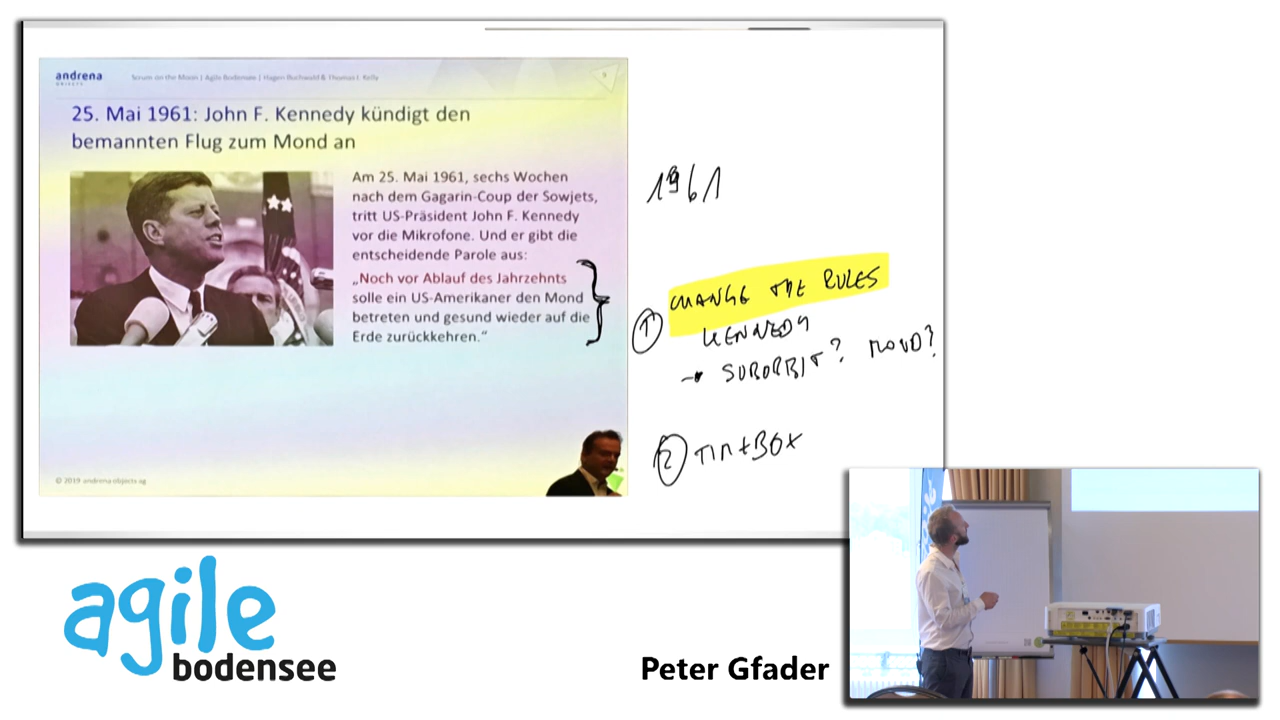 andrena
OBJECTS
Scrum on the Moon | Agile Bodensee | Hagen Buchwald & Thomas I. Kelly
9
25. Mai 1961: John F. Kennedy kündigt den
bemannten Flug zum Mond an
Am 25. Mai 1961, sechs Wochen
nach dem Gagarin-Coup der Sowjets,
tritt US-Präsident John F. Kennedy
vor die Mikrofone. Und er gibt die
entscheidende Parole aus:
„Noch vor Ablauf des Jahrzehnts
solle ein US-Amerikaner den Mond
betreten und gesund wieder auf die
Erde zurückkehren.“
© 2019 andrena objects ag
1961
CHANGE THE RULES
1 KENNEDY
→ SUBORBIT? MOND?
2 TIMEBOX
agile
bodensee
Peter Gfader